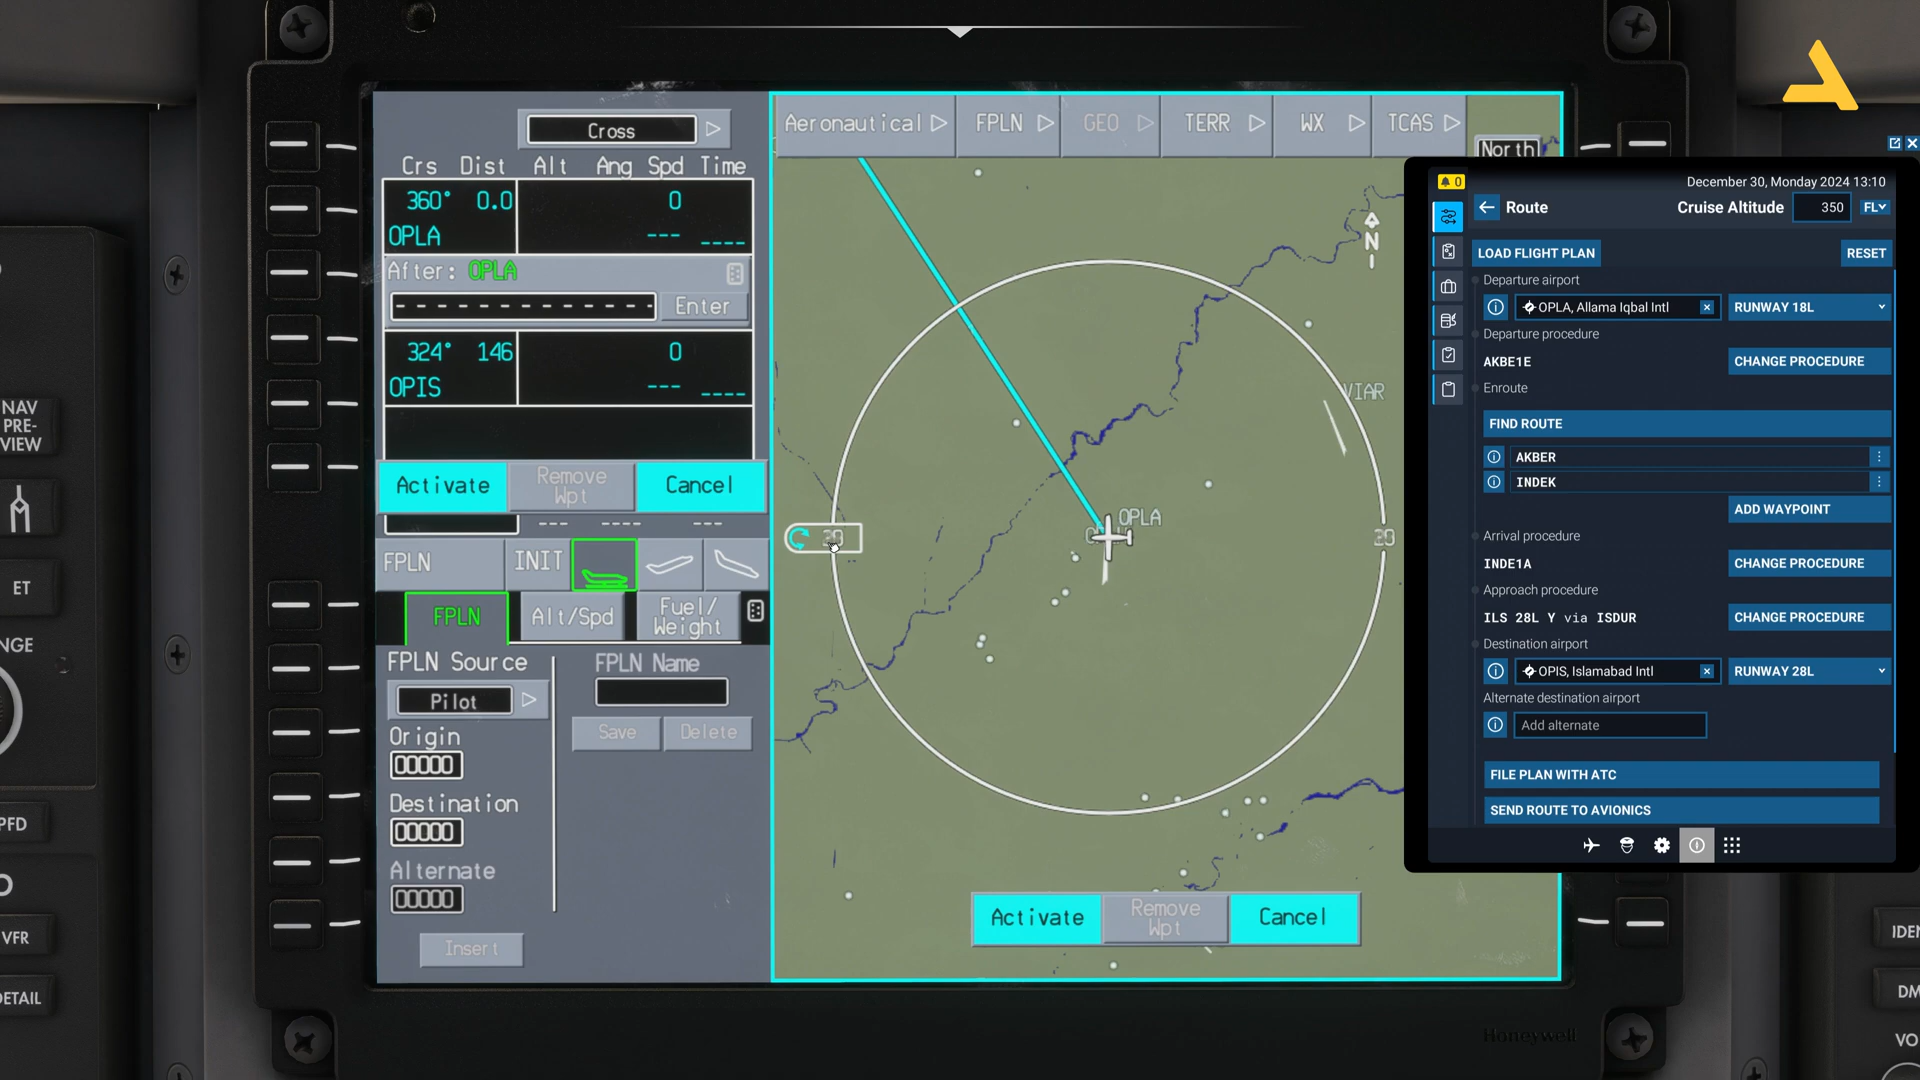 Cross
Crs Dist Alt Ang Spd Time
360° 0.0 0
OPLA --- ----
After: OPLA
Enter
324° 146 0
OPIS --- ----
Activate Remove Wpt Cancel
--- ---- ---
FPLN INIT
FPLN Alt/Spd Fuel/ Weight
FPLN Source FPLN Name
Pilot
Save Delete
Origin
Destination
Alternate
Insert
Aeronautical FPLN GEO TERR WX TCAS
North
N
VIAR
OPLA
20
Activate Remove Wpt Cancel
Honeywell
NAV
PRE-
VIEW
ET
NGE
PFD
VFR
DETAIL
IDEN
DM
VO
0
December 30, Monday 2024 13:10
Route Cruise Altitude 350 FL
LOAD FLIGHT PLAN RESET
Departure airport
OPLA, Allama Iqbal Intl RUNWAY 18L
Departure procedure
AKBE1E CHANGE PROCEDURE
Enroute
FIND ROUTE
AKBER
INDEK
ADD WAYPOINT
Arrival procedure
INDE1A CHANGE PROCEDURE
Approach procedure
ILS 28L Y via ISDUR CHANGE PROCEDURE
Destination airport
OPIS, Islamabad Intl RUNWAY 28L
Alternate destination airport
Add alternate
FILE PLAN WITH ATC
SEND ROUTE TO AVIONICS